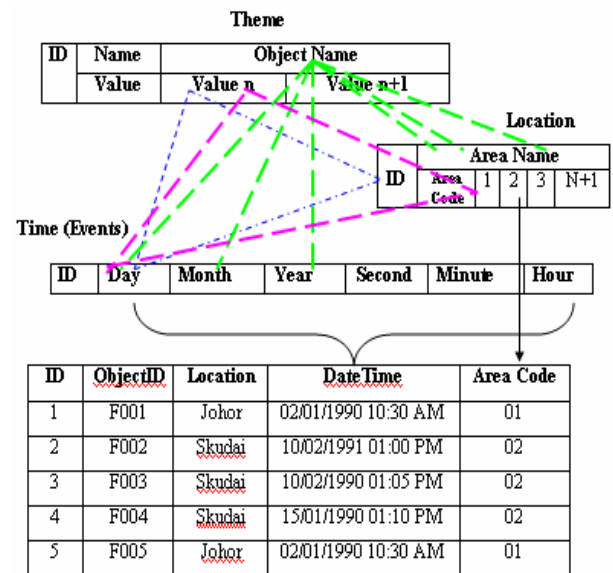 Theme
ID Name Object Name
Value Value n Value n+1
Location
Area Name
ID Area Code 1 2 3 N+1
Time (Events)
ID Day Month Year Second Minute Hour
ID ObjectID Location DateTime Area Code
1 F001 Johor 02/01/1990 10:30 AM 01
2 F002 Skudai 10/02/1991 01:00 PM 02
3 F003 Skudai 10/02/1990 01:05 PM 02
4 F004 Skudai 15/01/1990 01:10 PM 02
5 F005 Johor 02/01/1990 10:30 AM 01